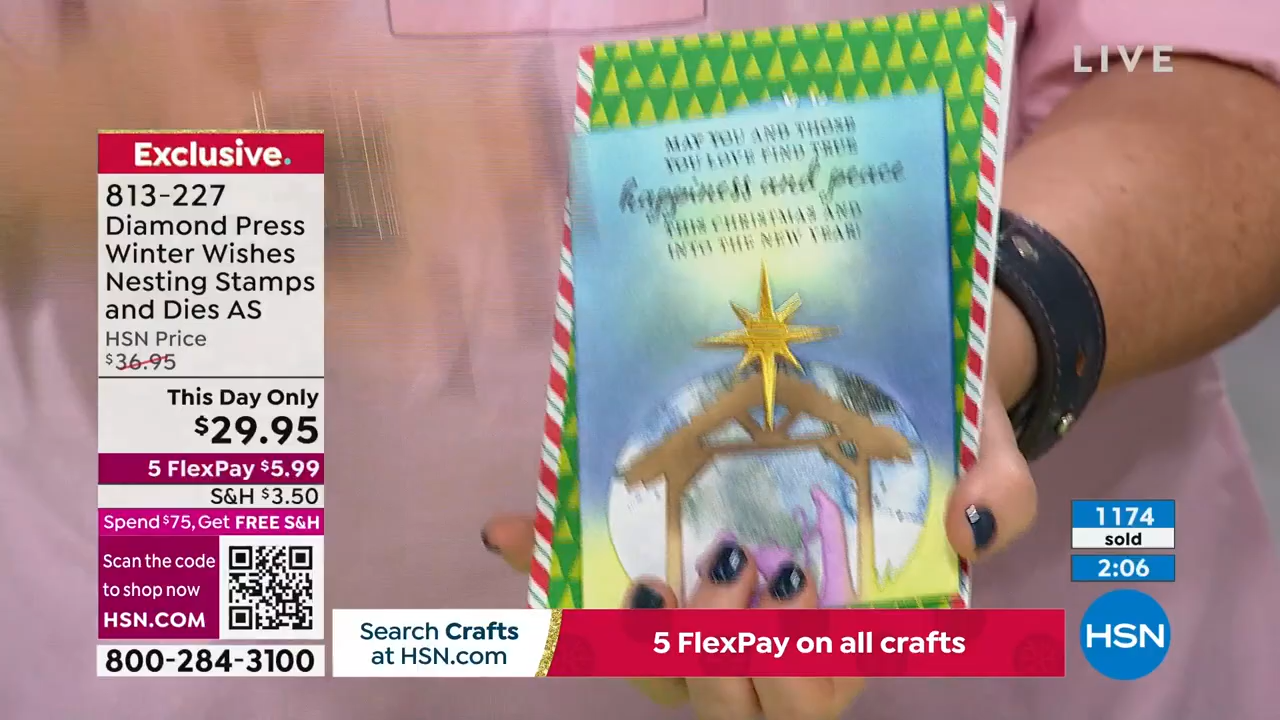 LIVE
Exclusive.
813-227
Diamond Press
Winter Wishes
Nesting Stamps
and Dies AS
HSN Price
$36.95
This Day Only
$29.95
5 FlexPay $5.99
S&H $3.50
Spend $75, Get FREE S&H
Scan the code
to shop now
HSN.COM
800-284-3100
MAY YOU AND THOSE
YOU LOVE FIND TRUE
happiness and peace
THIS CHRISTMAS AND
INTO THE NEW YEAR!
1174
sold
2:06
HSN
Search Crafts
at HSN.com
5 FlexPay on all crafts